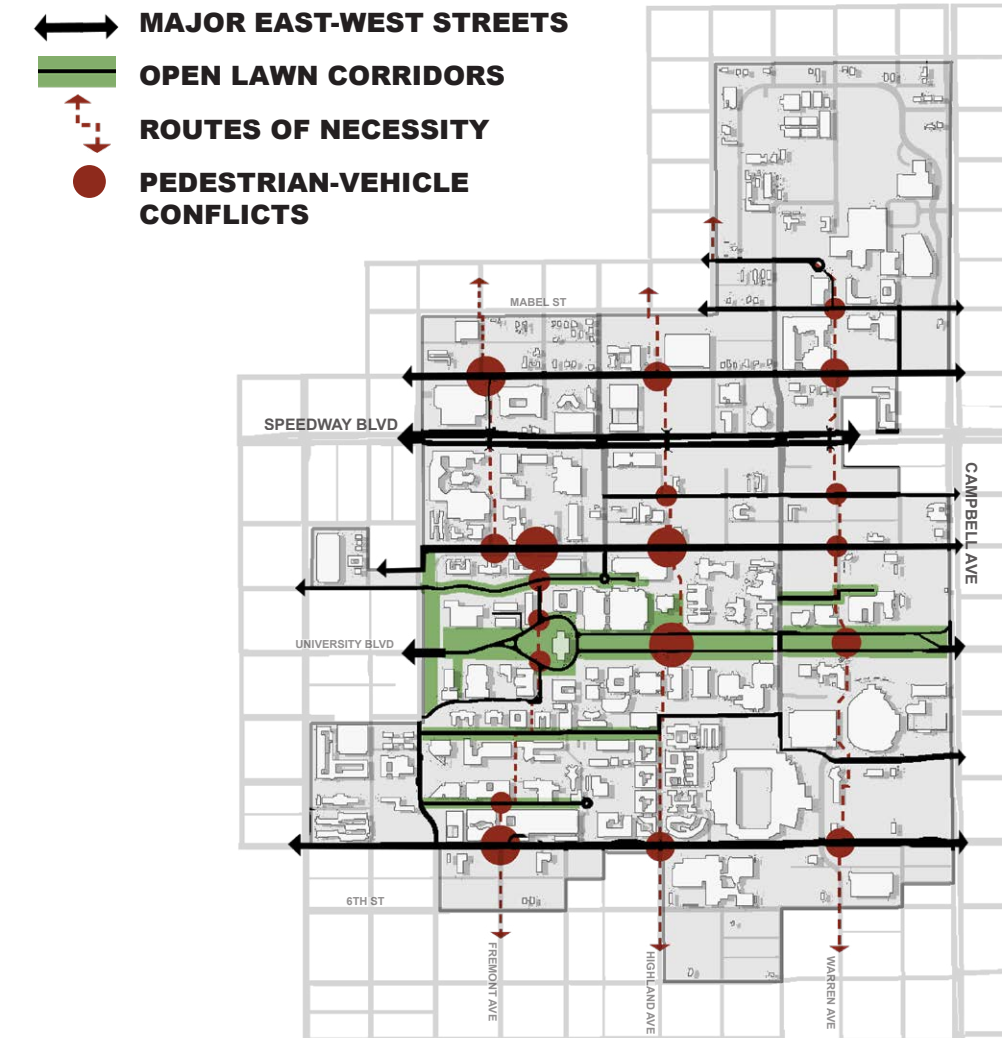 MAJOR EAST-WEST STREETS
OPEN LAWN CORRIDORS
ROUTES OF NECESSITY
PEDESTRIAN-VEHICLE
CONFLICTS
MABEL ST
SPEEDWAY BLVD
CAMPBELL AVE
UNIVERSITY BLVD
6TH ST
FREMONT AVE
HIGHLAND AVE
WARREN AVE